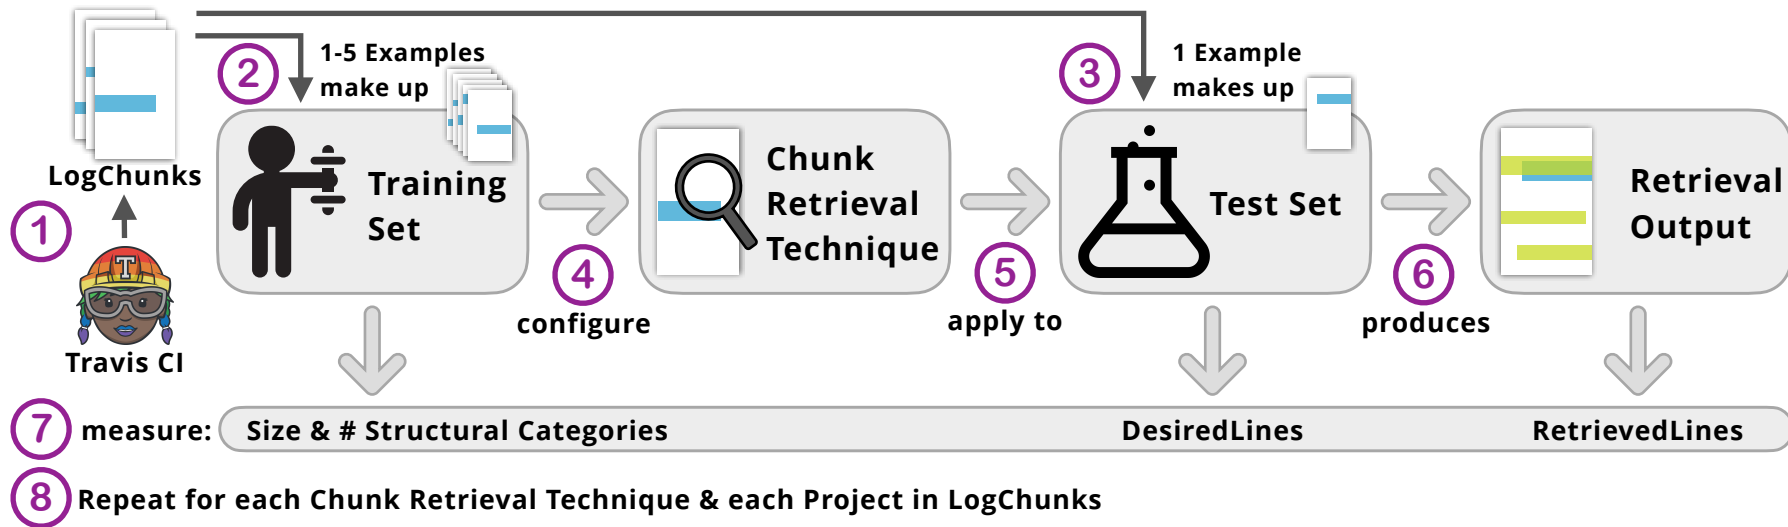 LogChunks
1
T
Travis CI
2
1-5 Examples
make up
Training
Set
4
configure
Chunk
Retrieval
Technique
5
apply to
3
1 Example
makes up
Test Set
6
produces
Retrieval
Output
7 measure: Size & # Structural Categories DesiredLines RetrievedLines
8 Repeat for each Chunk Retrieval Technique & each Project in LogChunks